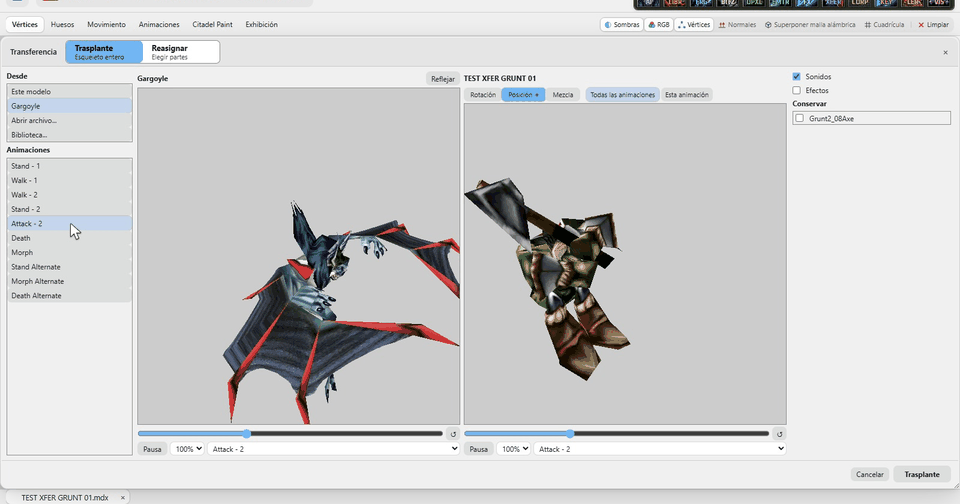 Vértices Huesos Movimiento Animaciones Citadel Paint Exhibición Sombras RGB Vértices Normales Superponer malla alámbrica Cuadrícula Limpiar
Transferencia
Trasplante
Esqueleto entero
Reasignar
Elegir partes
×
Desde
Este modelo
Gargoyle
Abrir archivo...
Biblioteca...
Animaciones
Stand - 1
Walk - 1
Walk - 2
Stand - 2
Attack - 2
Death
Morph
Stand Alternate
Morph Alternate
Death Alternate
Gargoyle
Reflejar
Pausa 100% Attack - 2
TEST XFER GRUNT 01
Rotación Posición + Mezcla Todas las animaciones Esta animación
Pausa 100% Attack - 2
Sonidos
Efectos
Conservar
Grunt2_08Axe
Cancelar Trasplante
TEST XFER GRUNT 01.mdx ×